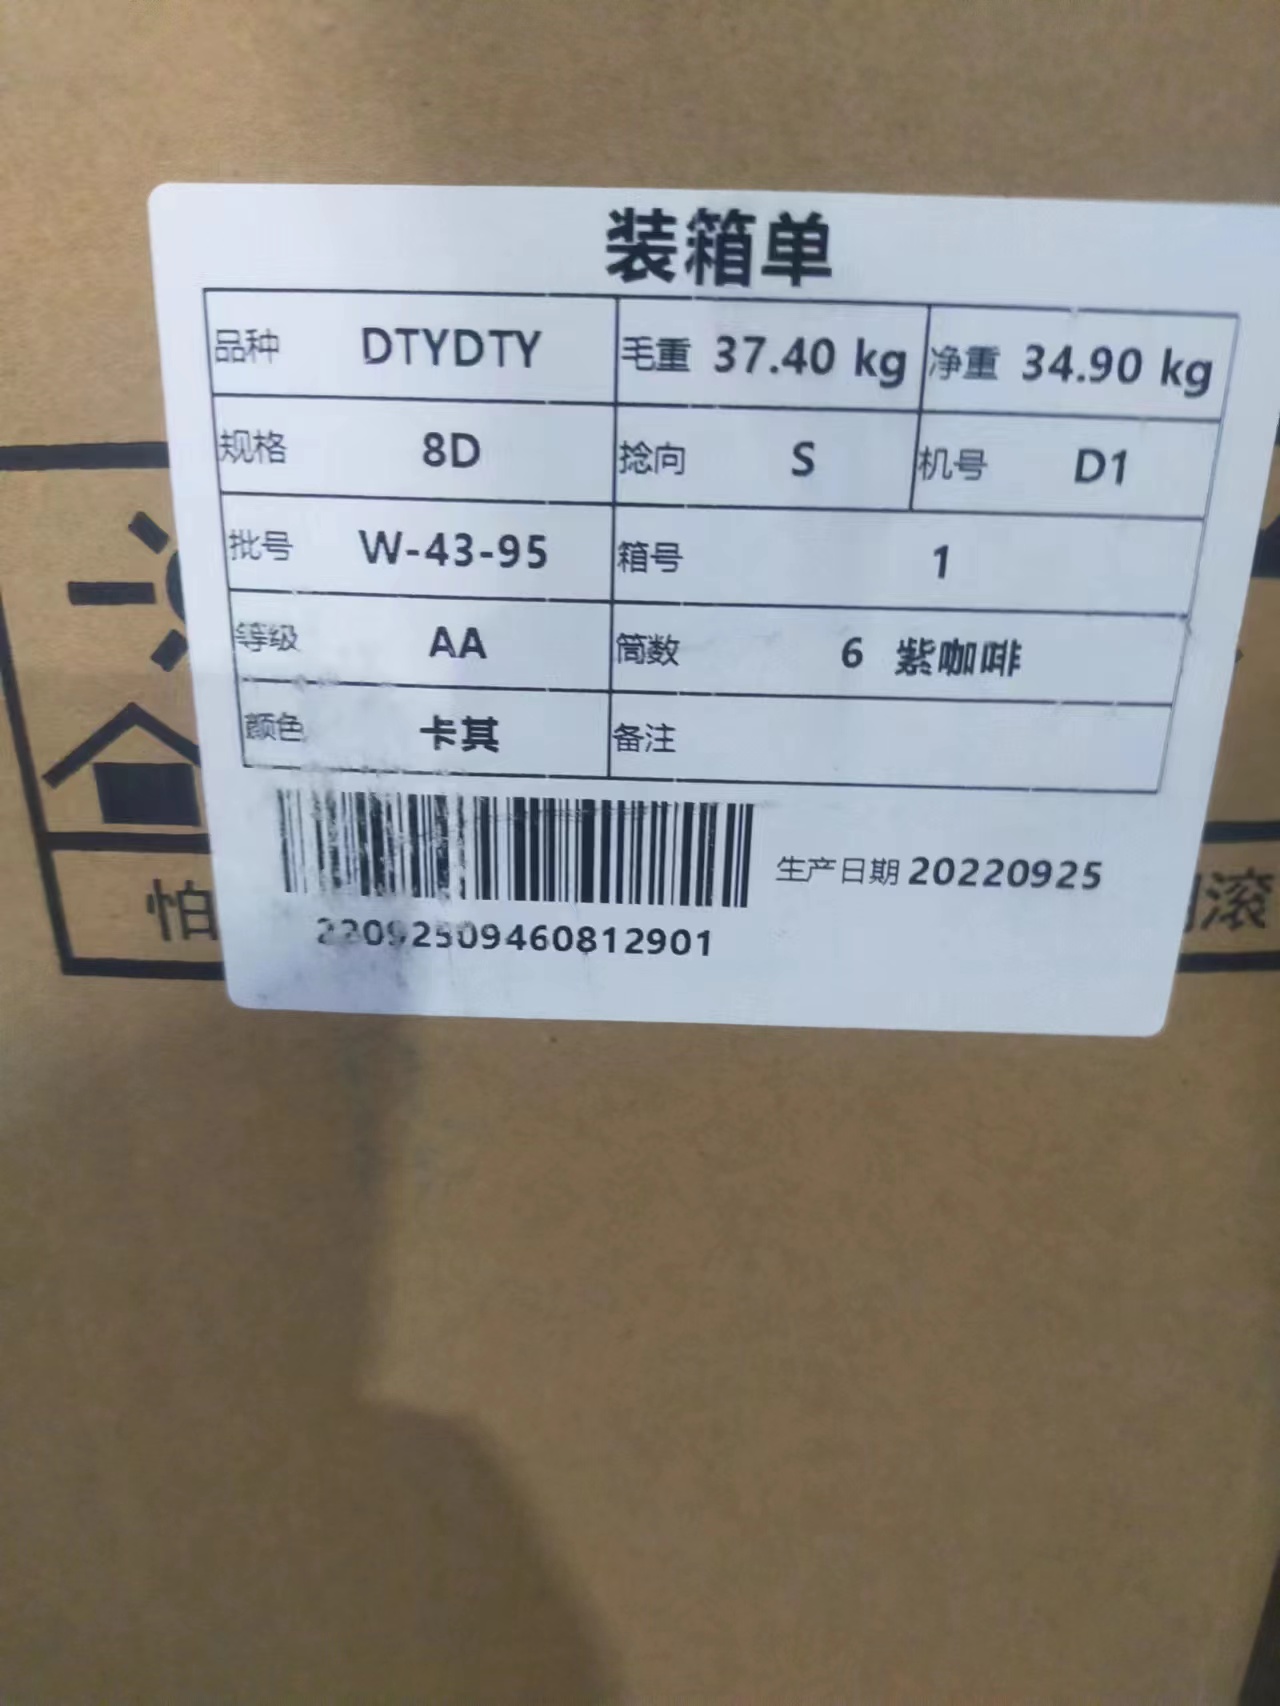 装箱单
品种 DTYDTY 毛重 37.40 kg 净重 34.90 kg
规格 8D 捻向 S 机号 D1
批号 W-43-95 箱号 1
等级 AA 筒数 6 紫咖啡
颜色 卡其 备注
生产日期 20220925
22092509460812901
怕
滚